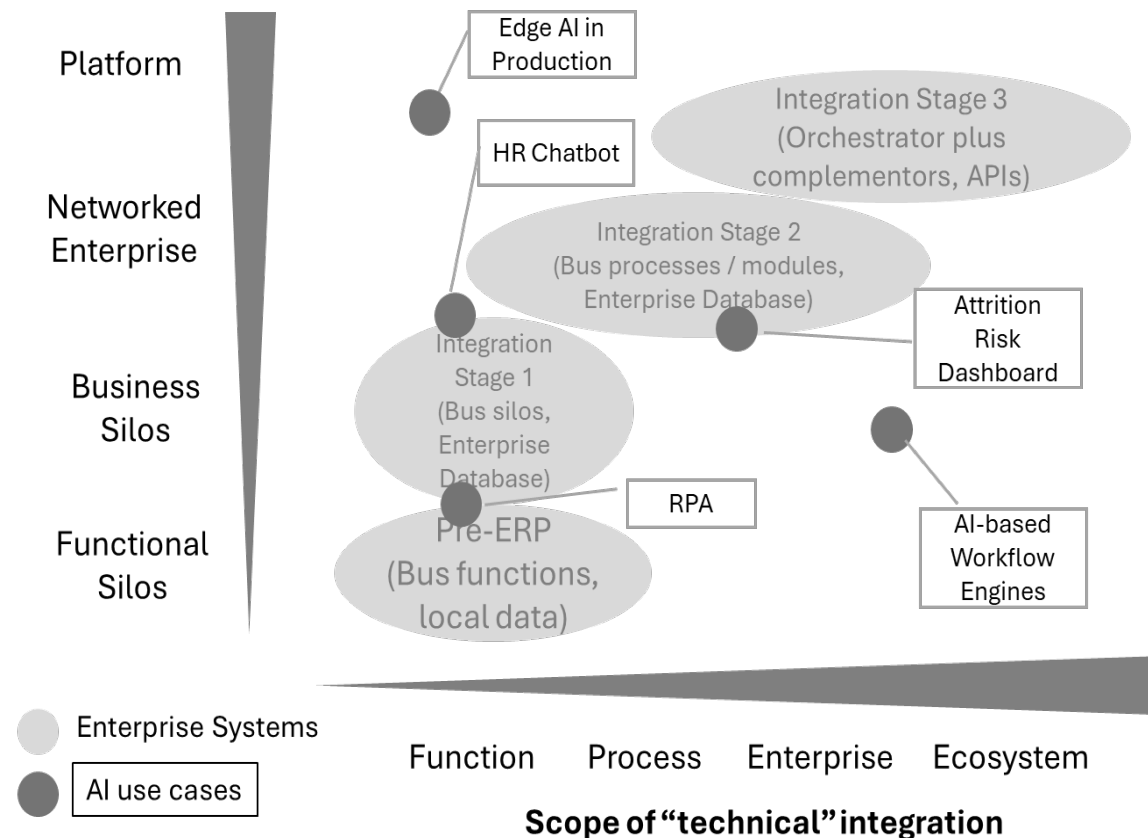 Platform
Networked
Enterprise
Business
Silos
Functional
Silos
Edge AI in
Production
HR Chatbot
Integration Stage 3
(Orchestrator plus
complementors, APIs)
Integration Stage 2
(Bus processes / modules,
Enterprise Database)
Attrition
Risk
Dashboard
Integration
Stage 1
(Bus silos,
Enterprise
Database)
RPA
Pre-ERP
(Bus functions,
local data)
AI-based
Workflow
Engines
Enterprise Systems
AI use cases
Function Process Enterprise Ecosystem
Scope of “technical” integration